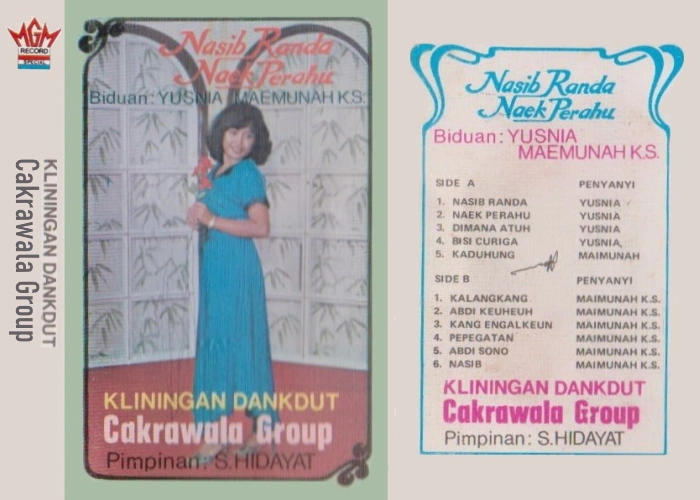 MGM
RECORD
SPECIAL
KLININGAN DANKDUT
Cakrawala Group
Nasib Randa
Naek Perahu
Biduan: YUSNIA MAEMUNAH K.S.
KLININGAN DANKDUT
Cakrawala Group
Pimpinan: S.HIDAYAT
Nasib Randa
Naek Perahu
Biduan: YUSNIA
MAEMUNAH K.S.
SIDE A PENYANYI
1. NASIB RANDA YUSNIA
2. NAEK PERAHU YUSNIA
3. DIMANA ATUH YUSNIA
4. BISI CURIGA YUSNIA,
5. KADUHUNG MAIMUNAH
SIDE B PENYANYI
1. KALANGKANG MAIMUNAH K.S.
2. ABDI KEUHEUH MAIMUNAH K.S.
3. KANG ENGALKEUN MAIMUNAH K.S.
4. PEPEGATAN MAIMUNAH K.S.
5. ABDI SONO MAIMUNAH K.S.
6. NASIB MAIMUNAH K.S.
KLININGAN DANKDUT
Cakrawala Group
Pimpinan: S.HIDAYAT